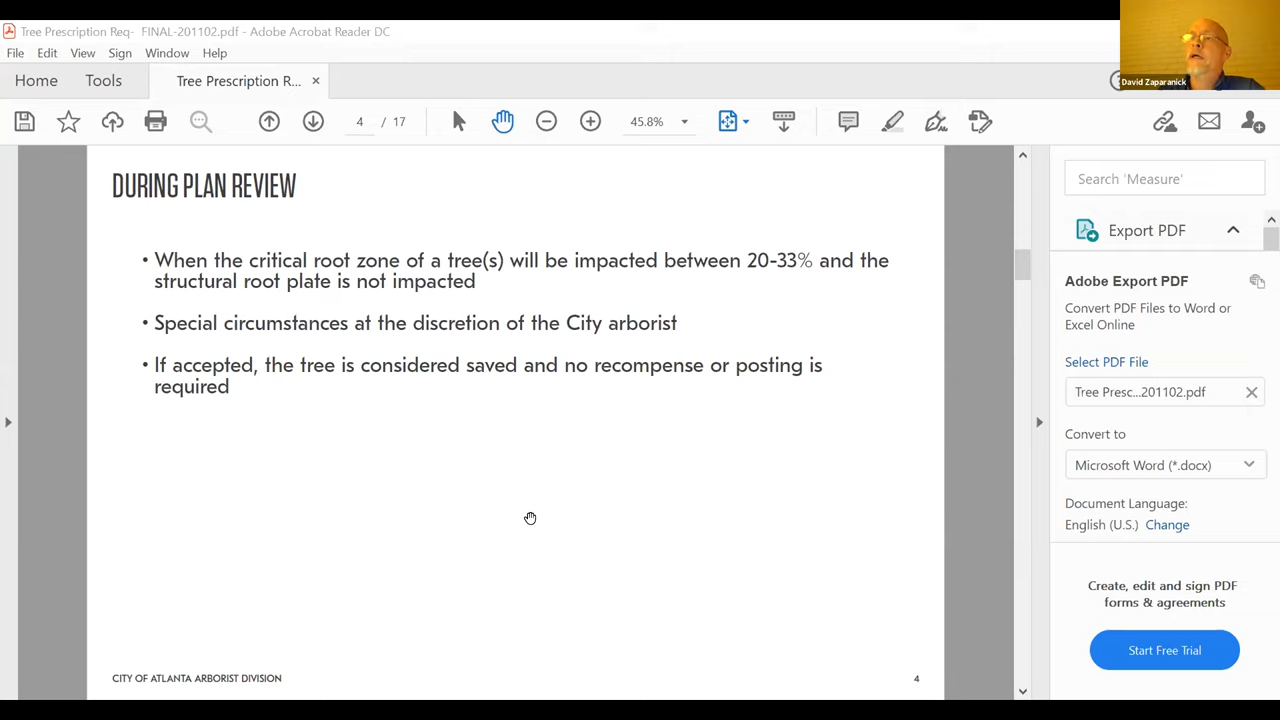 Tree Prescription Req- FINAL-201102.pdf - Adobe Acrobat Reader DC
File Edit View Sign Window Help
Home Tools Tree Prescription R... ×
4 / 17 45.8%
David Zaparanick
DURING PLAN REVIEW
• When the critical root zone of a tree(s) will be impacted between 20-33% and the
structural root plate is not impacted
• Special circumstances at the discretion of the City arborist
• If accepted, the tree is considered saved and no recompense or posting is
required
CITY OF ATLANTA ARBORIST DIVISION 4
Search 'Measure'
Export PDF
Adobe Export PDF
Convert PDF Files to Word or
Excel Online
Select PDF File
Tree Presc...201102.pdf
Convert to
Microsoft Word (*.docx)
Document Language:
English (U.S.) Change
Create, edit and sign PDF
forms & agreements
Start Free Trial